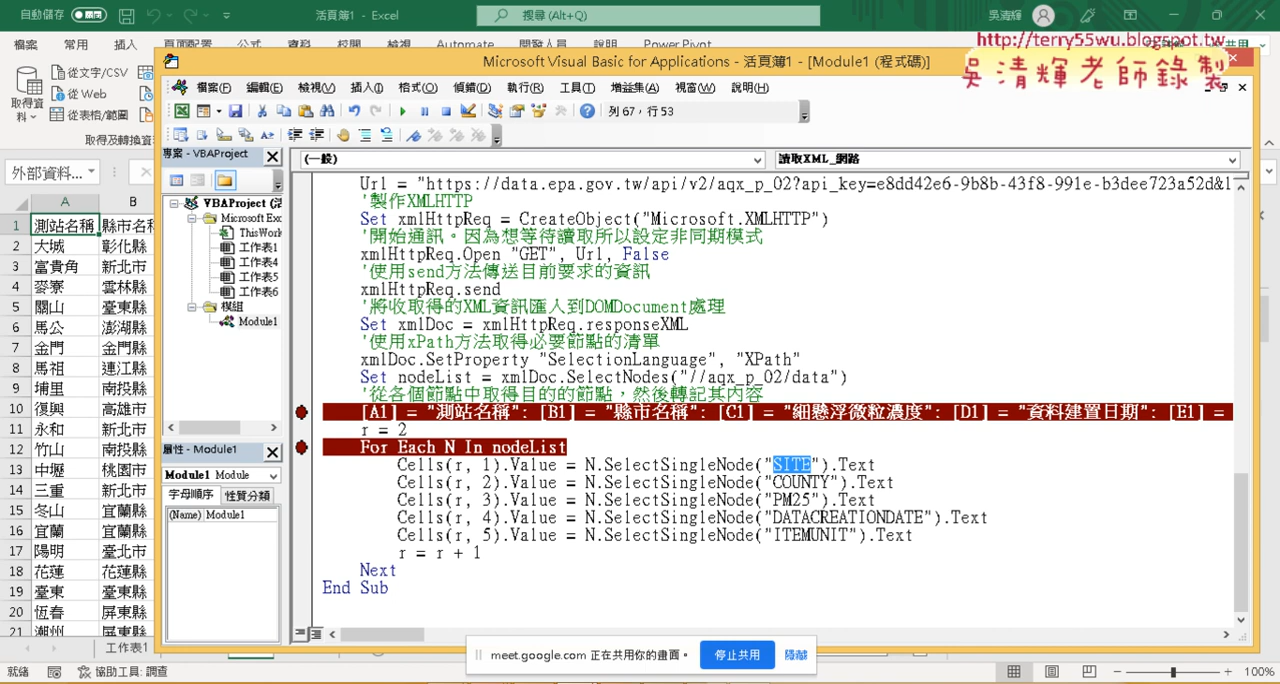 自動儲存
活頁簿1 - Excel
搜尋 (Alt+Q)
吳清輝
http://terry55wu.blogspot.tw
吳清輝老師錄製
檔案 常用 插入 頁面配置 公式 資料 校閱 檢視 Automate 開發人員 說明 Power Pivot
取得資料
從文字/CSV
從 Web
從表格/範圍
取得及轉換資
外部資料...
Microsoft Visual Basic for Applications - 活頁簿1 - [Module1 (程式碼)]
檔案(F) 編輯(E) 檢視(V) 插入(I) 格式(O) 偵錯(D) 執行(R) 工具(T) 增益集(A) 視窗(W) 說明(H)
列 67，行 53
專案 - VBAProject
VBAProject (活
Microsoft Exc
ThisWork
工作表1
工作表4
工作表5
工作表6
模組
Module1
屬性 - Module1
Module1 Module
字母順序 性質分類
(Name) Module1
(一般) 讀取XML_網路
Url = "https://data.epa.gov.tw/api/v2/aqx_p_02?api_key=e8dd42e6-9b8b-43f8-991e-b3dee723a52d&l
'製作XMLHTTP
Set xmlHttpReq = CreateObject("Microsoft.XMLHTTP")
'開始通訊。因為想等待讀取所以設定非同期模式
xmlHttpReq.Open "GET", Url, False
'使用send方法傳送目前要求的資訊
xmlHttpReq.send
'將收取得的XML資訊匯入到DOMDocument處理
Set xmlDoc = xmlHttpReq.responseXML
'使用xPath方法取得必要節點的清單
xmlDoc.SetProperty "SelectionLanguage", "XPath"
Set nodeList = xmlDoc.SelectNodes("//aqx_p_02/data")
'從各個節點中取得目的的節點，然後轉記其內容
[A1] = "測站名稱": [B1] = "縣市名稱": [C1] = "細懸浮微粒濃度": [D1] = "資料建置日期": [E1] =
r = 2
For Each N In nodeList
Cells(r, 1).Value = N.SelectSingleNode("SITE").Text
Cells(r, 2).Value = N.SelectSingleNode("COUNTY").Text
Cells(r, 3).Value = N.SelectSingleNode("PM25").Text
Cells(r, 4).Value = N.SelectSingleNode("DATACREATIONDATE").Text
Cells(r, 5).Value = N.SelectSingleNode("ITEMUNIT").Text
r = r + 1
Next
End Sub
A B
1 測站名稱 縣市名稱
2 大城 彰化縣
3 富貴角 新北市
4 麥寮 雲林縣
5 關山 臺東縣
6 馬公 澎湖縣
7 金門 金門縣
8 馬祖 連江縣
9 埔里 南投縣
10 復興 高雄市
11 永和 新北市
12 竹山 南投縣
13 中壢 桃園市
14 三重 新北市
15 冬山 宜蘭縣
16 宜蘭 宜蘭縣
17 陽明 臺北市
18 花蓮 花蓮縣
19 臺東 臺東縣
20 恆春 屏東縣
21 潮州 屏東縣
工作表1
meet.google.com 正在共用你的畫面。 停止共用 隱藏
就緒 協助工具: 調查 100%